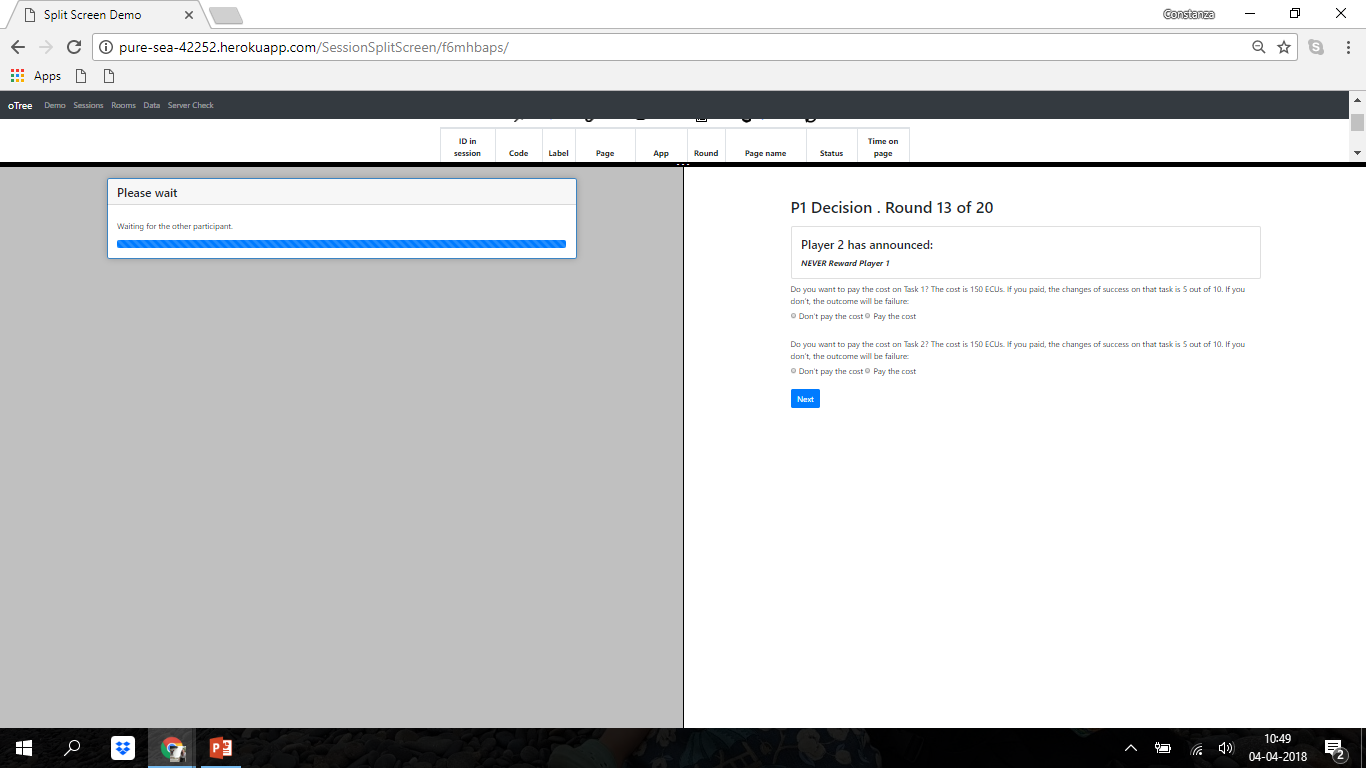 Split Screen Demo
Constanza
pure-sea-42252.herokuapp.com/SessionSplitScreen/f6mhbaps/
Apps
oTree Demo Sessions Rooms Data Server Check
ID in session Code Label Page App Round Page name Status Time on page
Please wait
Waiting for the other participant.
P1 Decision . Round 13 of 20
Player 2 has announced:
NEVER Reward Player 1
Do you want to pay the cost on Task 1? The cost is 150 ECUs. If you paid, the changes of success on that task is 5 out of 10. If you
don't, the outcome will be failure:
Don't pay the cost Pay the cost
Do you want to pay the cost on Task 2? The cost is 150 ECUs. If you paid, the changes of success on that task is 5 out of 10. If you
don't, the outcome will be failure:
Don't pay the cost Pay the cost
Next
10:49
04-04-2018
2